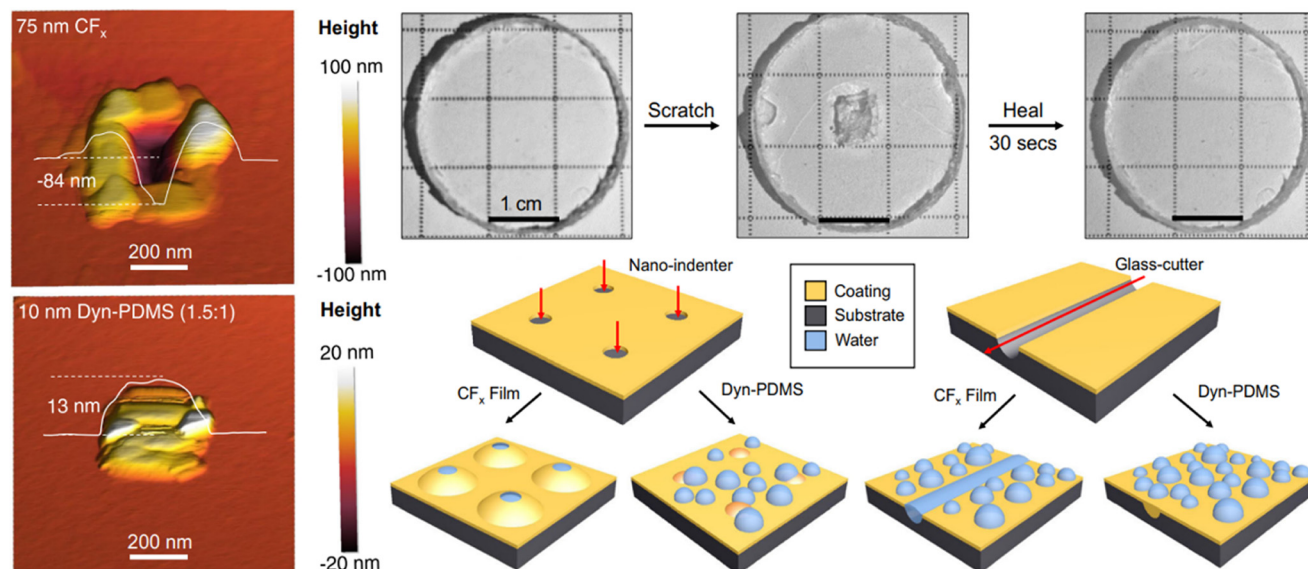 75 nm CFₓ
-84 nm
200 nm
Height
100 nm
-100 nm
10 nm Dyn-PDMS (1.5:1)
13 nm
200 nm
Height
20 nm
-20 nm
1 cm
Scratch
Heal
30 secs
Nano-indenter
Coating
Substrate
Water
Glass-cutter
CFₓ Film
Dyn-PDMS
CFₓ Film
Dyn-PDMS